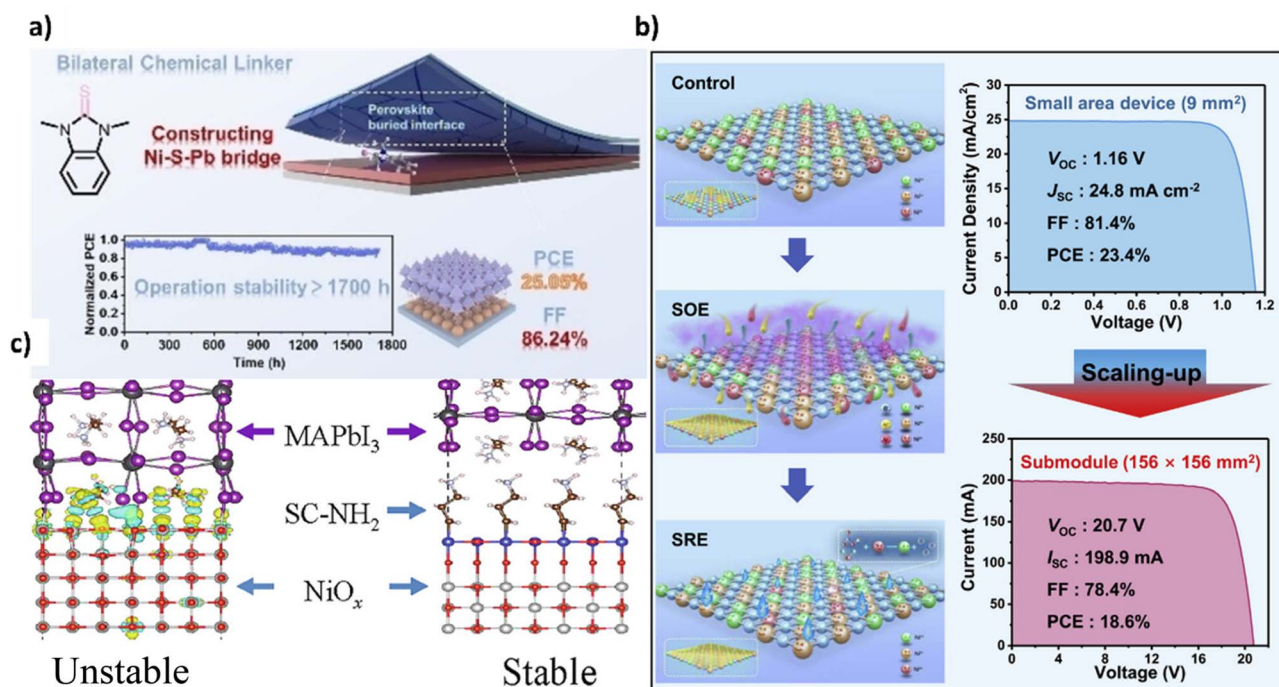 a)
Bilateral Chemical Linker
S
N
N
Constructing
Ni-S-Pb bridge
Perovskite
buried interface
Normalized PCE
1.0
0.8
0.6
0.4
0.2
0.0
Operation stability > 1700 h
0 300 600 900 1200 1500 1800
Time (h)
PCE
25.05%
FF
86.24%
c)
MAPbI3
SC-NH2
NiOx
Unstable
Stable
b)
Control
SOE
SRE
Small area device (9 mm²)
Current Density (mA/cm²)
30
25
20
15
10
5
0
VOC : 1.16 V
JSC : 24.8 mA cm-2
FF : 81.4%
PCE : 23.4%
0.0 0.2 0.4 0.6 0.8 1.0 1.2
Voltage (V)
Scaling-up
Submodule (156 × 156 mm²)
Current (mA)
250
200
150
100
50
0
VOC : 20.7 V
ISC : 198.9 mA
FF : 78.4%
PCE : 18.6%
0 4 8 12 16 20
Voltage (V)